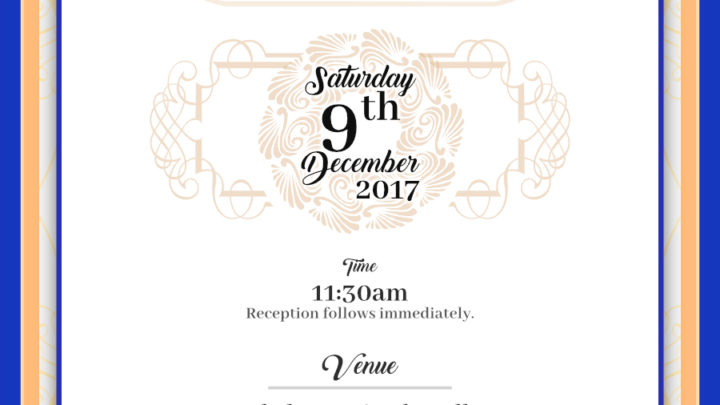 Saturday
9th
December
2017
Time
11:30am
Reception follows immediately.
Venue